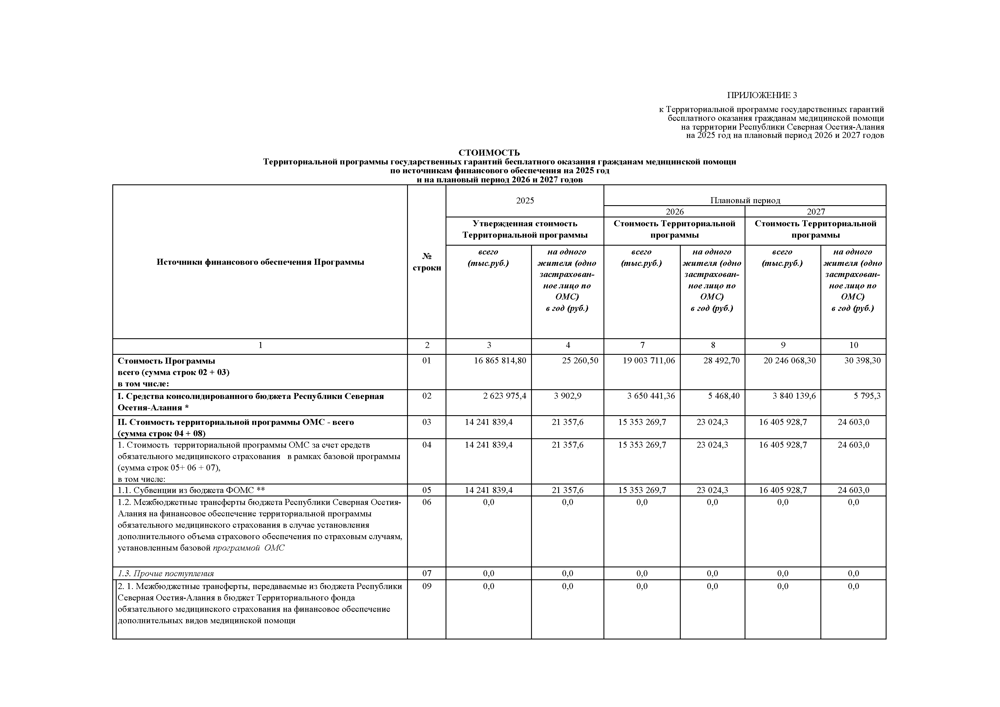 ПРИЛОЖЕНИЕ 3
к Территориальной программе государственных гарантий
бесплатного оказания гражданам медицинской помощи
на территории Республики Северная Осетия-Алания
на 2025 год на плановый период 2026 и 2027 годов
СТОИМОСТЬ
Территориальной программы государственных гарантий бесплатного оказания гражданам медицинской помощи
по источникам финансового обеспечения на 2025 год
и на плановый период 2026 и 2027 годов
Источники финансового обеспечения Программы
№
строки
2025
Плановый период
2026 2027
Утвержденная стоимость
Территориальной программы
Стоимость Территориальной
программы
Стоимость Территориальной
программы
всего
(тыс.руб.)
на одного
жителя (одно
застрахован-
ное лицо по
ОМС)
в год (руб.)
всего
(тыс.руб.)
на одного
жителя (одно
застрахован-
ное лицо по
ОМС)
в год (руб.)
всего
(тыс.руб.)
на одного
жителя (одно
застрахован-
ное лицо по
ОМС)
в год (руб.)
1 2 3 4 7 8 9 10
Стоимость Программы 01 16 865 814,80 25 260,50 19 003 711,06 28 492,70 20 246 068,30 30 398,30
всего (сумма строк 02 + 03)
в том числе:
I. Средства консолидированного бюджета Республики Северная 02 2 623 975,4 3 902,9 3 650 441,36 5 468,40 3 840 139,6 5 795,3
Осетия-Алания *
II. Стоимость территориальной программы ОМС - всего 03 14 241 839,4 21 357,6 15 353 269,7 23 024,3 16 405 928,7 24 603,0
(сумма строк 04 + 08)
1. Стоимость территориальной программы ОМС за счет средств 04 14 241 839,4 21 357,6 15 353 269,7 23 024,3 16 405 928,7 24 603,0
обязательного медицинского страхования в рамках базовой программы
(сумма строк 05+ 06 + 07),
в том числе:
1.1. Субвенции из бюджета ФОМС ** 05 14 241 839,4 21 357,6 15 353 269,7 23 024,3 16 405 928,7 24 603,0
1.2. Межбюджетные трансферты бюджета Республики Северная Осетия- 06 0,0 0,0 0,0 0,0 0,0 0,0
Алания на финансовое обеспечение территориальной программы
обязательного медицинского страхования в случае установления
дополнительного объема страхового обеспечения по страховым случаям,
установленным базовой программой ОМС
1.3. Прочие поступления 07 0,0 0,0 0,0 0,0 0,0 0,0
2. 1. Межбюджетные трансферты, передаваемые из бюджета Республики 09 0,0 0,0 0,0 0,0 0,0 0,0
Северная Осетия-Алания в бюджет Территориального фонда
обязательного медицинского страхования на финансовое обеспечение
дополнительных видов медицинской помощи